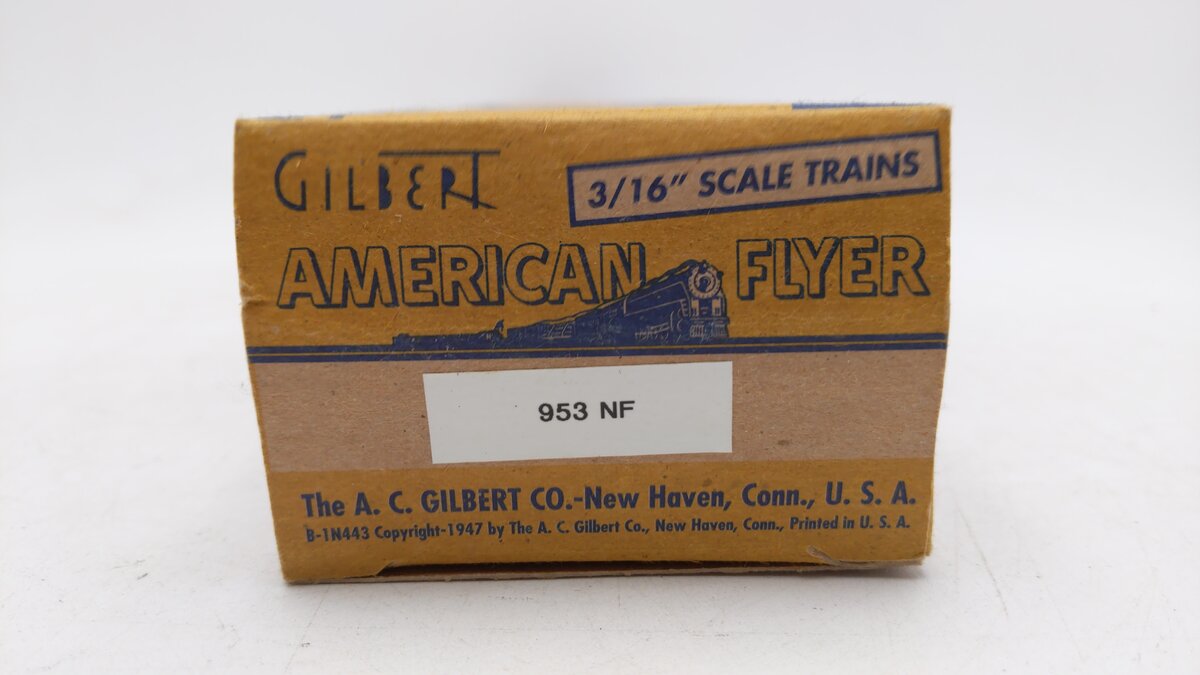 GILBERT
3/16" SCALE TRAINS
AMERICAN FLYER
953 NF
The A. C. GILBERT CO.-New Haven, Conn., U. S. A.
B-1N443 Copyright-1947 by The A. C. Gilbert Co., New Haven, Conn., Printed in U. S. A.